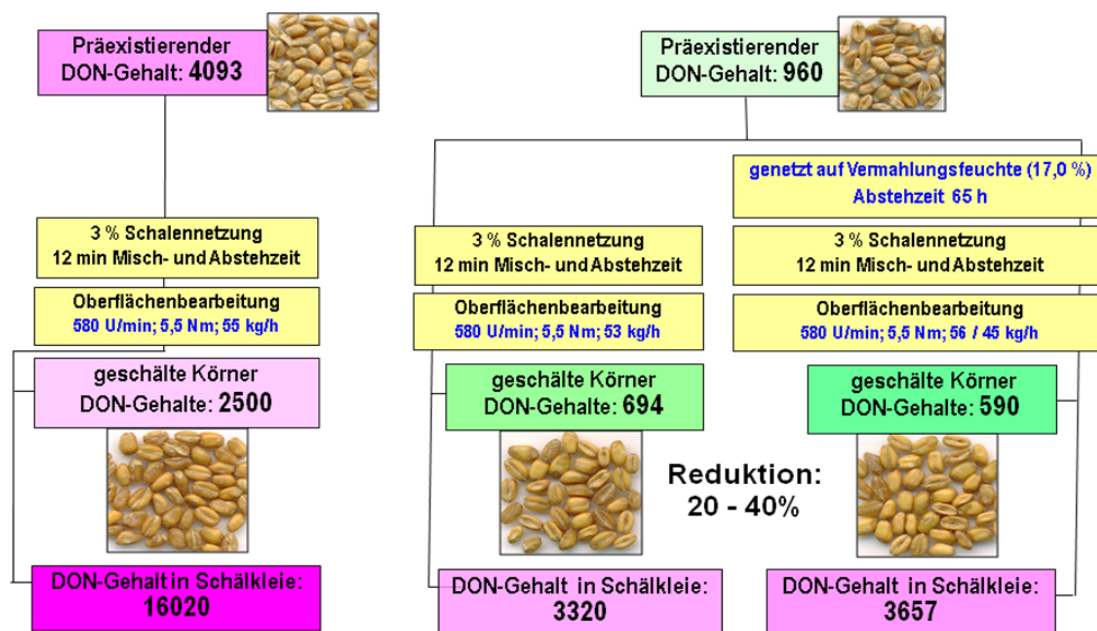 Präexistierender
DON-Gehalt: 4093
Präexistierender
DON-Gehalt: 960
genetzt auf Vermahlungsfeuchte (17,0 %)
Abstehzeit 65 h
3 % Schalennetzung
12 min Misch- und Abstehzeit
3 % Schalennetzung
12 min Misch- und Abstehzeit
3 % Schalennetzung
12 min Misch- und Abstehzeit
Oberflächenbearbeitung
580 U/min; 5,5 Nm; 55 kg/h
Oberflächenbearbeitung
580 U/min; 5,5 Nm; 53 kg/h
Oberflächenbearbeitung
580 U/min; 5,5 Nm; 56 / 45 kg/h
geschälte Körner
DON-Gehalte: 2500
geschälte Körner
DON-Gehalte: 694
geschälte Körner
DON-Gehalte: 590
Reduktion:
20 - 40%
DON-Gehalt in Schälkleie:
16020
DON-Gehalt in Schälkleie:
3320
DON-Gehalt in Schälkleie:
3657